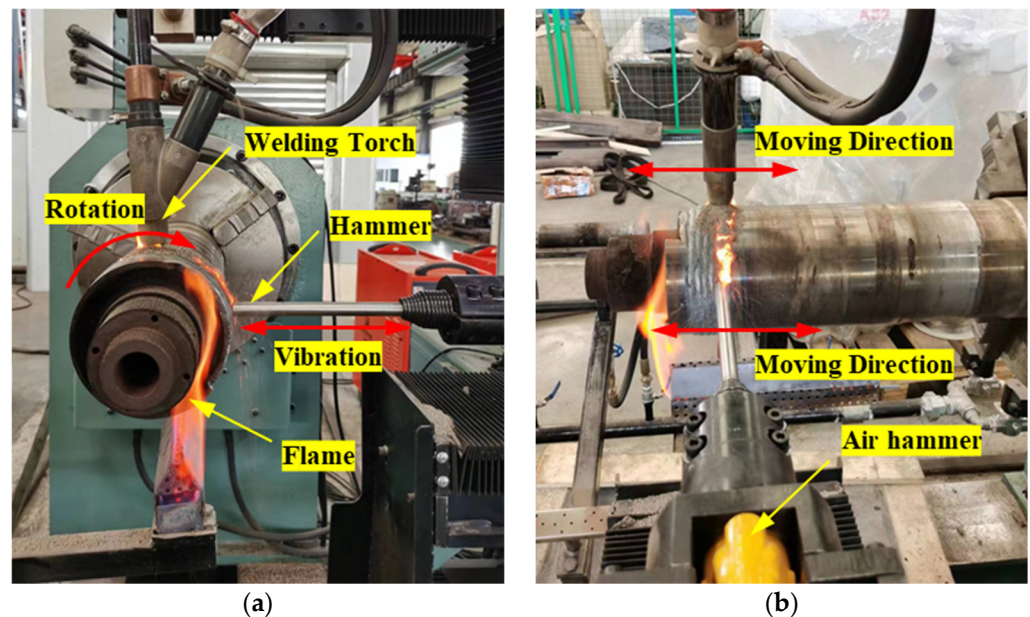 Welding Torch
Rotation
Hammer
Vibration
Flame
(a)
Moving Direction
Moving Direction
Air hammer
(b)